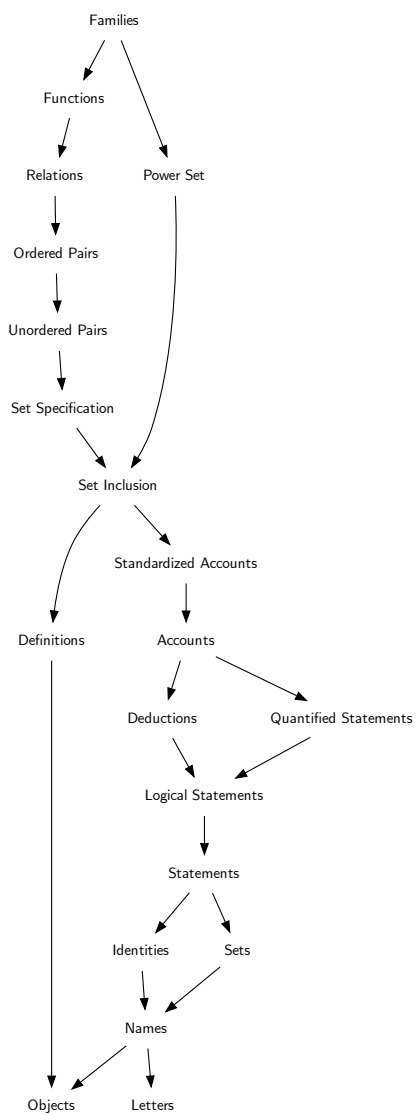 Families
Functions
Relations
Power Set
Ordered Pairs
Unordered Pairs
Set Specification
Set Inclusion
Standardized Accounts
Definitions
Accounts
Deductions
Quantified Statements
Logical Statements
Statements
Identities
Sets
Names
Objects
Letters